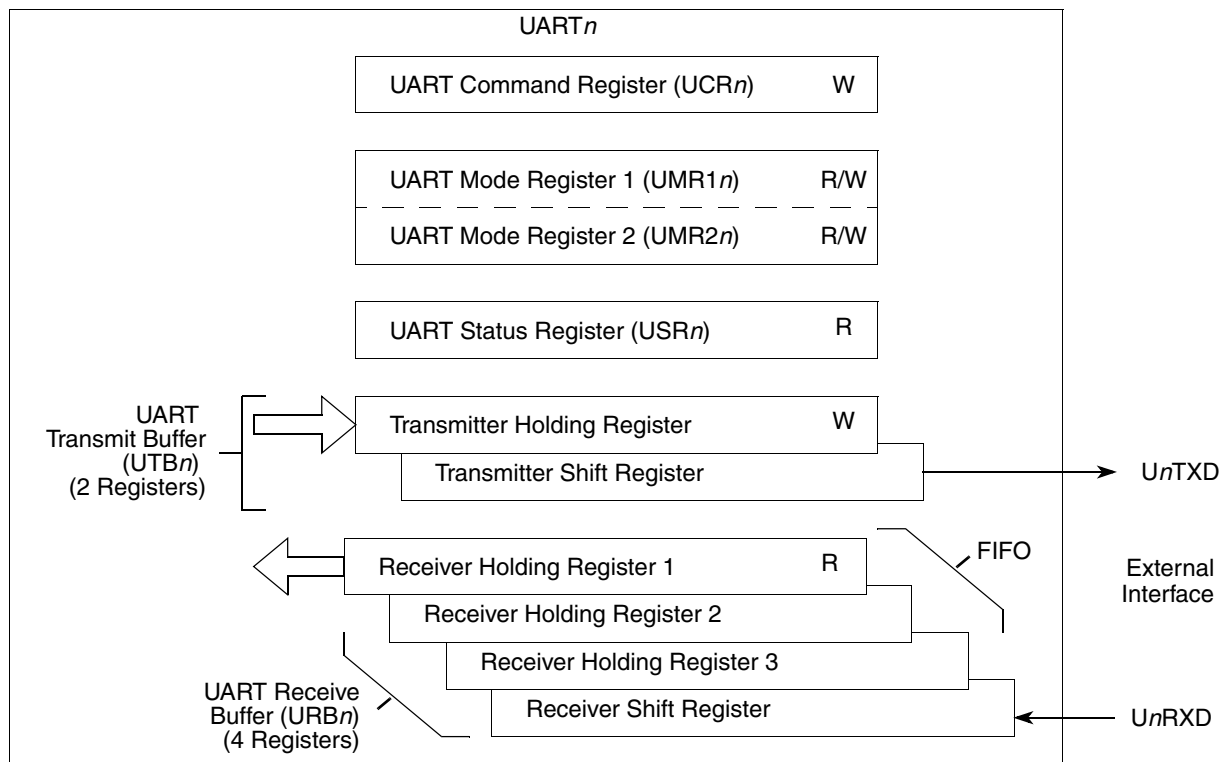 UARTn
UART Command Register (UCRn) W
UART Mode Register 1 (UMR1n) R/W
UART Mode Register 2 (UMR2n) R/W
UART Status Register (USRn) R
UART
Transmit Buffer
(UTBn)
(2 Registers)
Transmitter Holding Register W
Transmitter Shift Register
UnTXD
Receiver Holding Register 1 R
FIFO
Receiver Holding Register 2
Receiver Holding Register 3
Receiver Shift Register
External
Interface
UART Receive
Buffer (URBn)
(4 Registers)
UnRXD